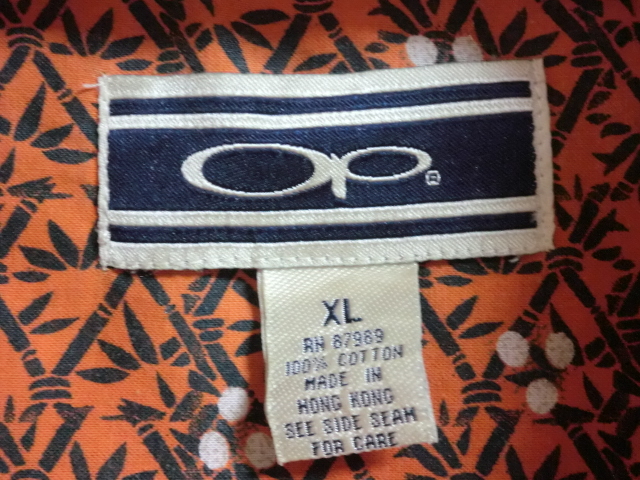 Op®
XL
RN 87989
100% COTTON
MADE IN
HONG KONG
SEE SIDE SEAM
FOR CARE